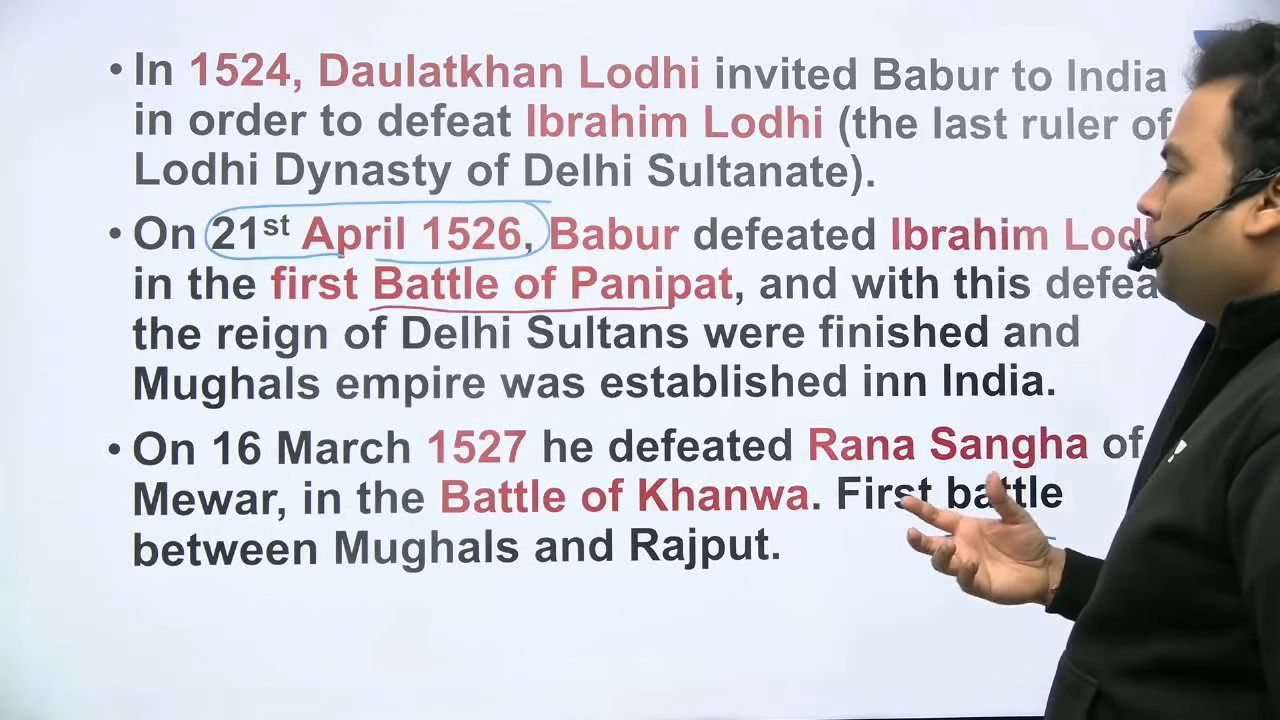 • In 1524, Daulatkhan Lodhi invited Babur to India
in order to defeat Ibrahim Lodhi (the last ruler of
Lodhi Dynasty of Delhi Sultanate).
• On 21st April 1526, Babur defeated Ibrahim Lod
in the first Battle of Panipat, and with this defea
the reign of Delhi Sultans were finished and
Mughals empire was established inn India.
• On 16 March 1527 he defeated Rana Sangha of
Mewar, in the Battle of Khanwa. First battle
between Mughals and Rajput.